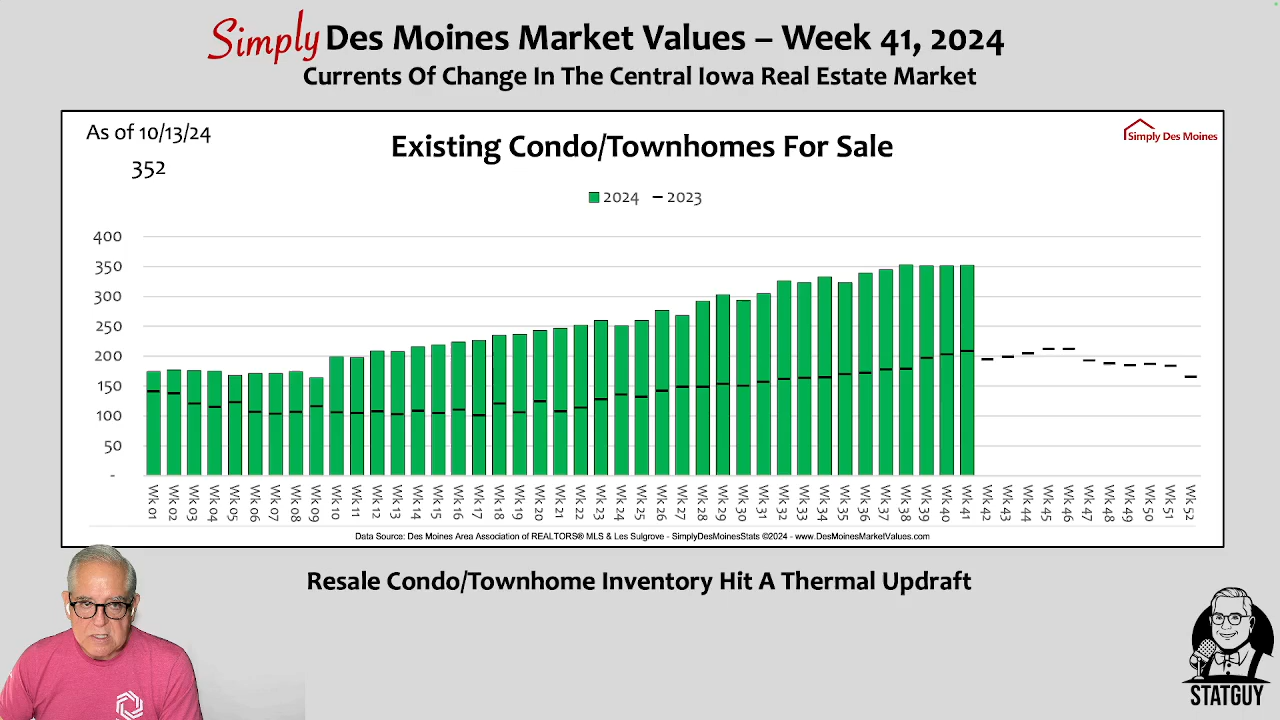 Simply Des Moines Market Values – Week 41, 2024
Currents Of Change In The Central Iowa Real Estate Market
As of 10/13/24
352
Existing Condo/Townhomes For Sale
Simply Des Moines
2024 2023
400
350
300
250
200
150
100
50
-
Wk 01 Wk 02 Wk 03 Wk 04 Wk 05 Wk 06 Wk 07 Wk 08 Wk 09 Wk 10 Wk 11 Wk 12 Wk 13 Wk 14 Wk 15 Wk 16 Wk 17 Wk 18 Wk 19 Wk 20 Wk 21 Wk 22 Wk 23 Wk 24 Wk 25 Wk 26 Wk 27 Wk 28 Wk 29 Wk 30 Wk 31 Wk 32 Wk 33 Wk 34 Wk 35 Wk 36 Wk 37 Wk 38 Wk 39 Wk 40 Wk 41 Wk 42 Wk 43 Wk 44 Wk 45 Wk 46 Wk 47 Wk 48 Wk 49 Wk 50 Wk 51 Wk 52
Data Source: Des Moines Area Association of REALTORS® MLS & Les Sulgrove - SimplyDesMoinesStats ©2024 - www.DesMoinesMarketValues.com
Resale Condo/Townhome Inventory Hit A Thermal Updraft
STATGUY